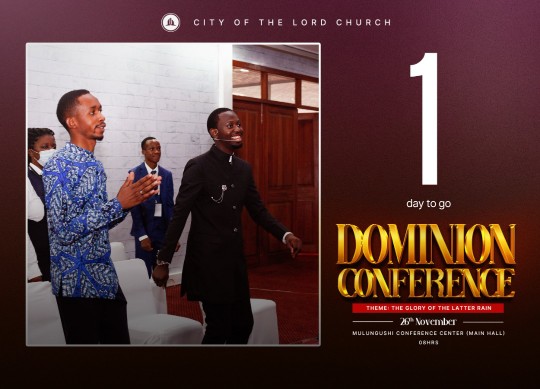 CITY OF THE LORD CHURCH
1
day to go
DOMINION
CONFERENCE
THEME: THE GLORY OF THE LATTER RAIN
26th November
MULUNGUSHI CONFERENCE CENTER (MAIN HALL)
08HRS